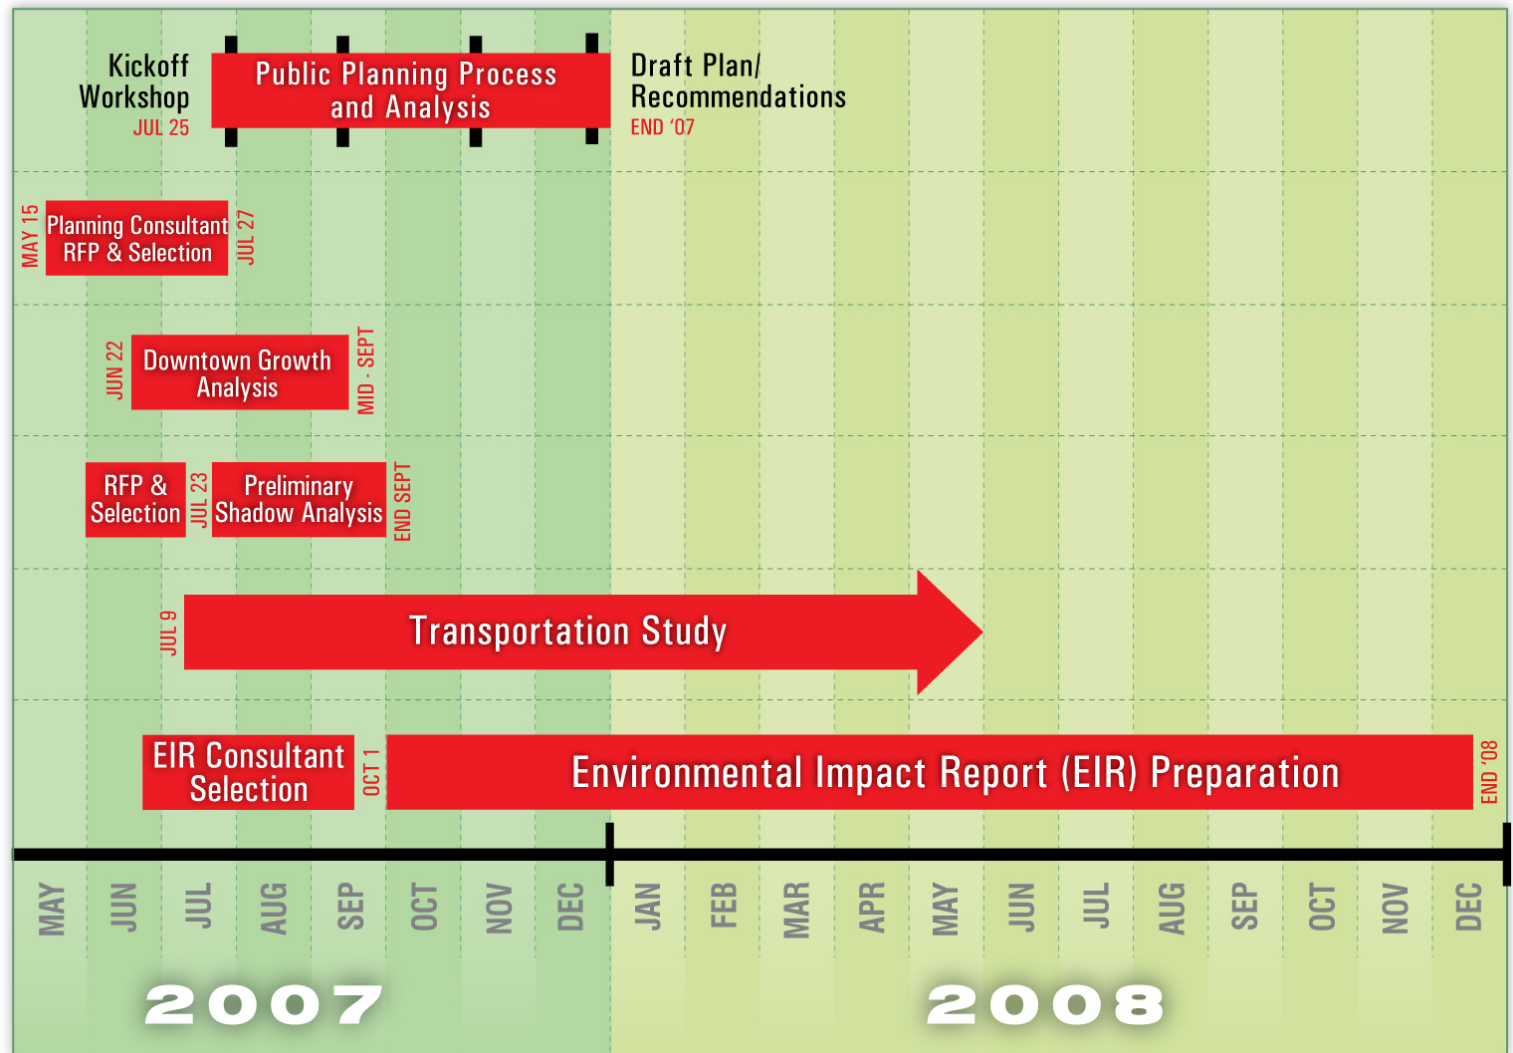 Kickoff
Workshop
JUL 25
Public Planning Process
and Analysis
Draft Plan/
Recommendations
END ‘07
MAY 15
Planning Consultant
RFP & Selection
JUL 27
JUN 22
Downtown Growth
Analysis
MID - SEPT
RFP &
Selection
JUL 23
Preliminary
Shadow Analysis
END SEPT
JUL 9
Transportation Study
EIR Consultant
Selection
OCT 1
Environmental Impact Report (EIR) Preparation
END ‘08
MAY
JUN
JUL
AUG
SEP
OCT
NOV
DEC
JAN
FEB
MAR
APR
MAY
JUN
JUL
AUG
SEP
OCT
NOV
DEC
2007
2008